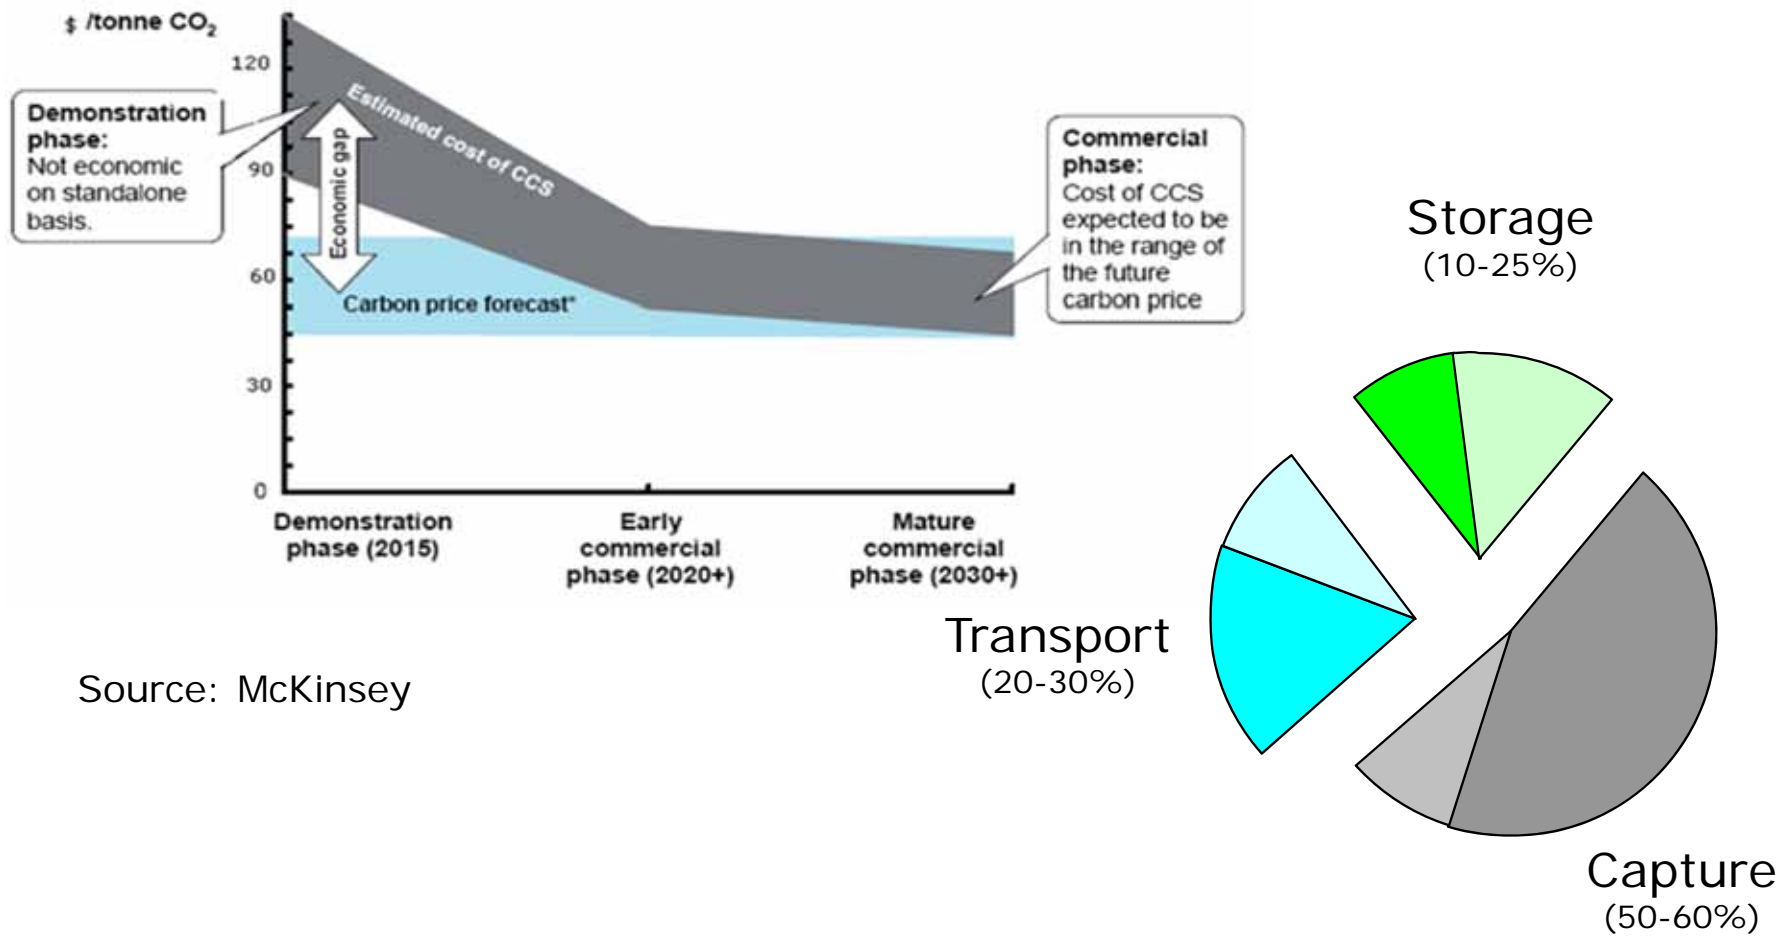 $ /tonne CO₂
120
90
60
30
0
Demonstration
phase:
Not economic
on standalone
basis.
Estimated cost of CCS
Economic gap
Carbon price forecast*
Commercial
phase:
Cost of CCS
expected to be
in the range of
the future
carbon price
Demonstration
phase (2015)
Early
commercial
phase (2020+)
Mature
commercial
phase (2030+)
Source: McKinsey
Storage
(10-25%)
Transport
(20-30%)
Capture
(50-60%)